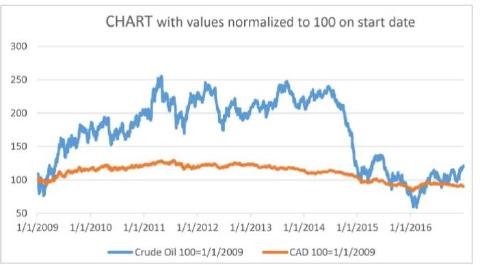 CHART with values normalized to 100 on start date
300
250
200
150
100
50
1/1/2009 1/1/2010 1/1/2011 1/1/2012 1/1/2013 1/1/2014 1/1/2015 1/1/2016
Crude Oil 100=1/1/2009 CAD 100=1/1/2009